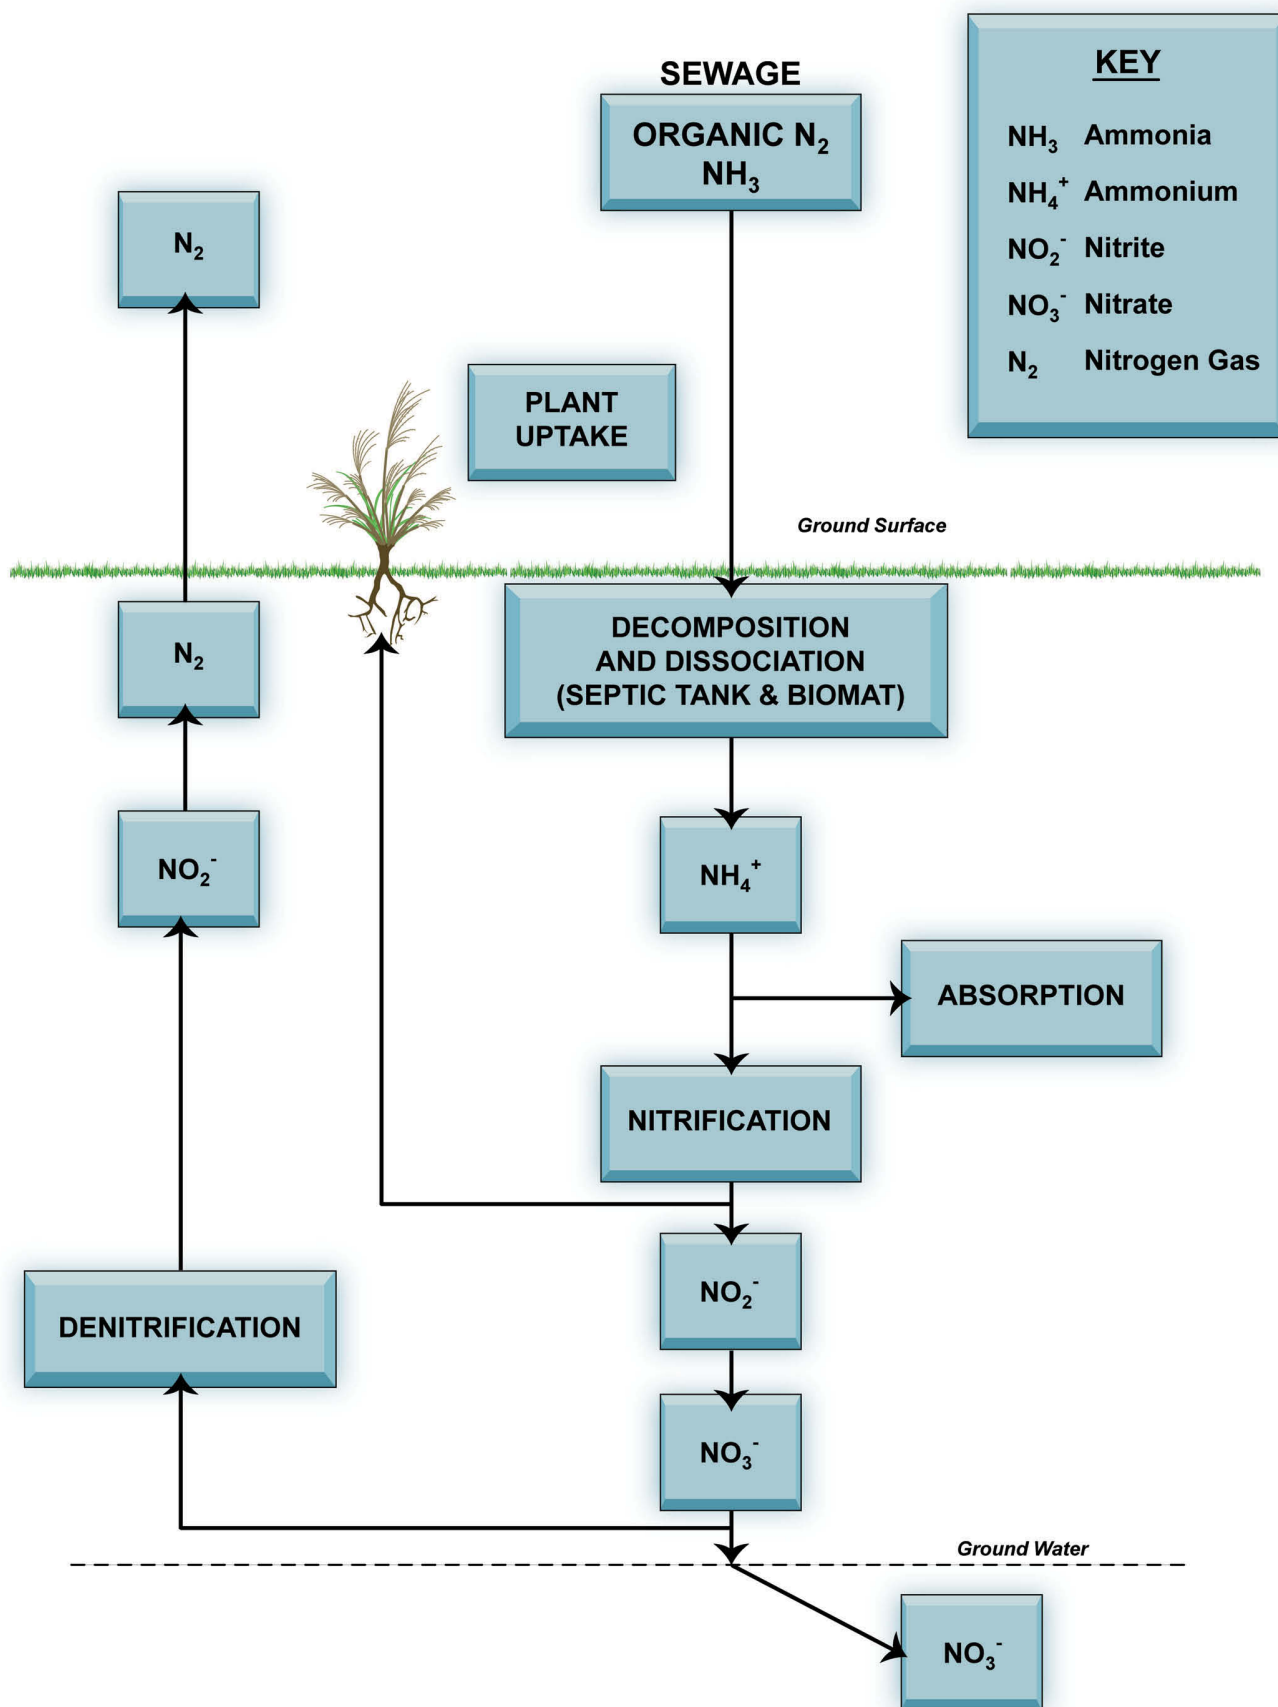 KEY
NH₃ Ammonia
NH₄⁺ Ammonium
NO₂⁻ Nitrite
NO₃⁻ Nitrate
N₂ Nitrogen Gas
SEWAGE
ORGANIC N₂
NH₃
N₂
PLANT
UPTAKE
Ground Surface
N₂
DECOMPOSITION
AND DISSOCIATION
(SEPTIC TANK & BIOMAT)
NO₂⁻
NH₄⁺
ABSORPTION
NITRIFICATION
NO₂⁻
DENITRIFICATION
NO₃⁻
Ground Water
NO₃⁻